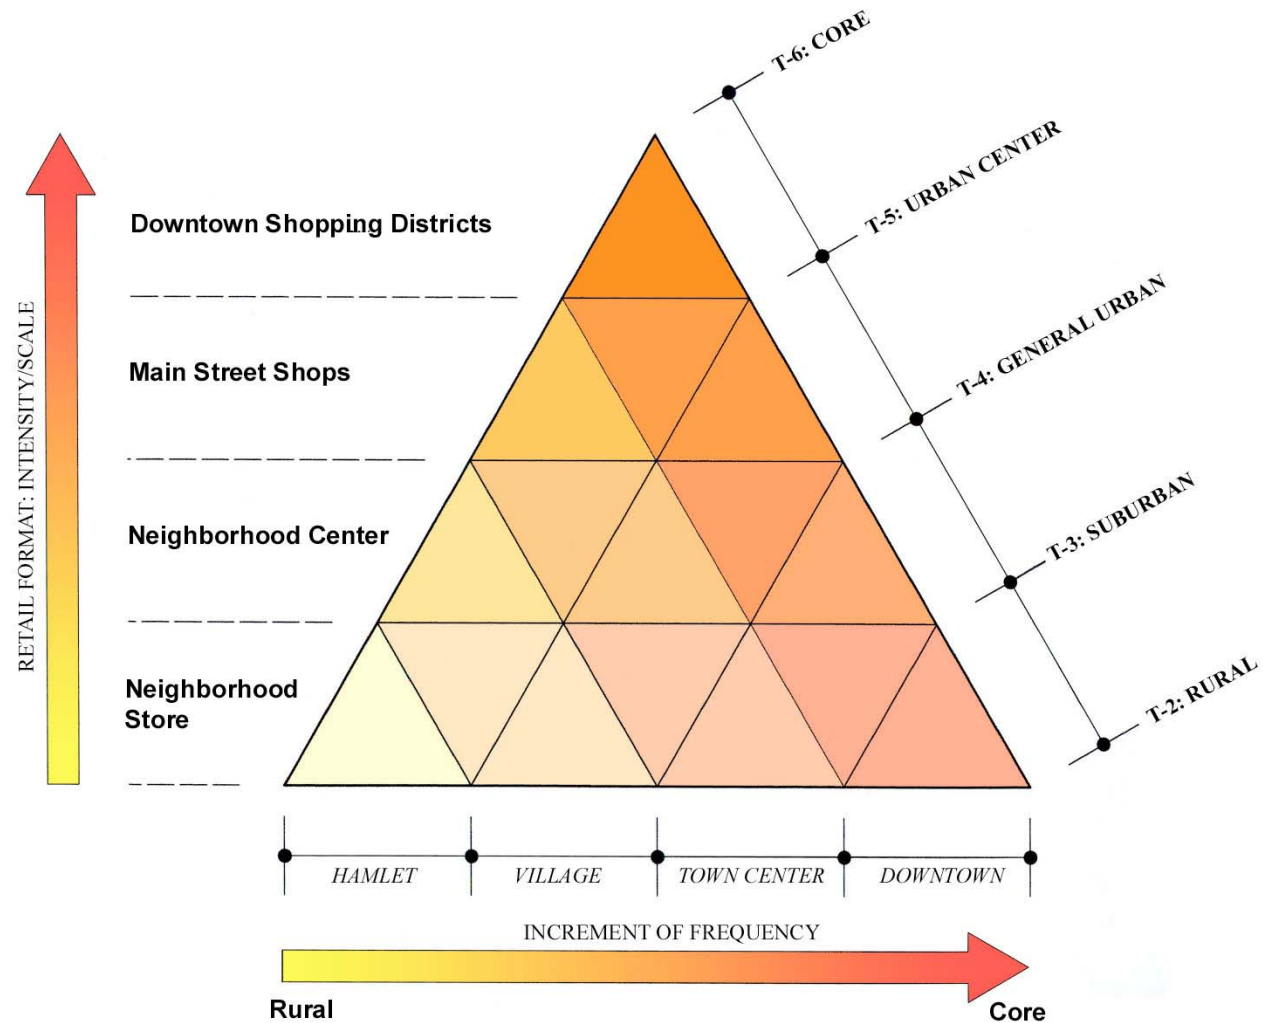 T-6: CORE
T-5: URBAN CENTER
T-4: GENERAL URBAN
T-3: SUBURBAN
T-2: RURAL
RETAIL FORMAT: INTENSITY/SCALE
Downtown Shopping Districts
Main Street Shops
Neighborhood Center
Neighborhood
Store
HAMLET
VILLAGE
TOWN CENTER
DOWNTOWN
INCREMENT OF FREQUENCY
Rural
Core